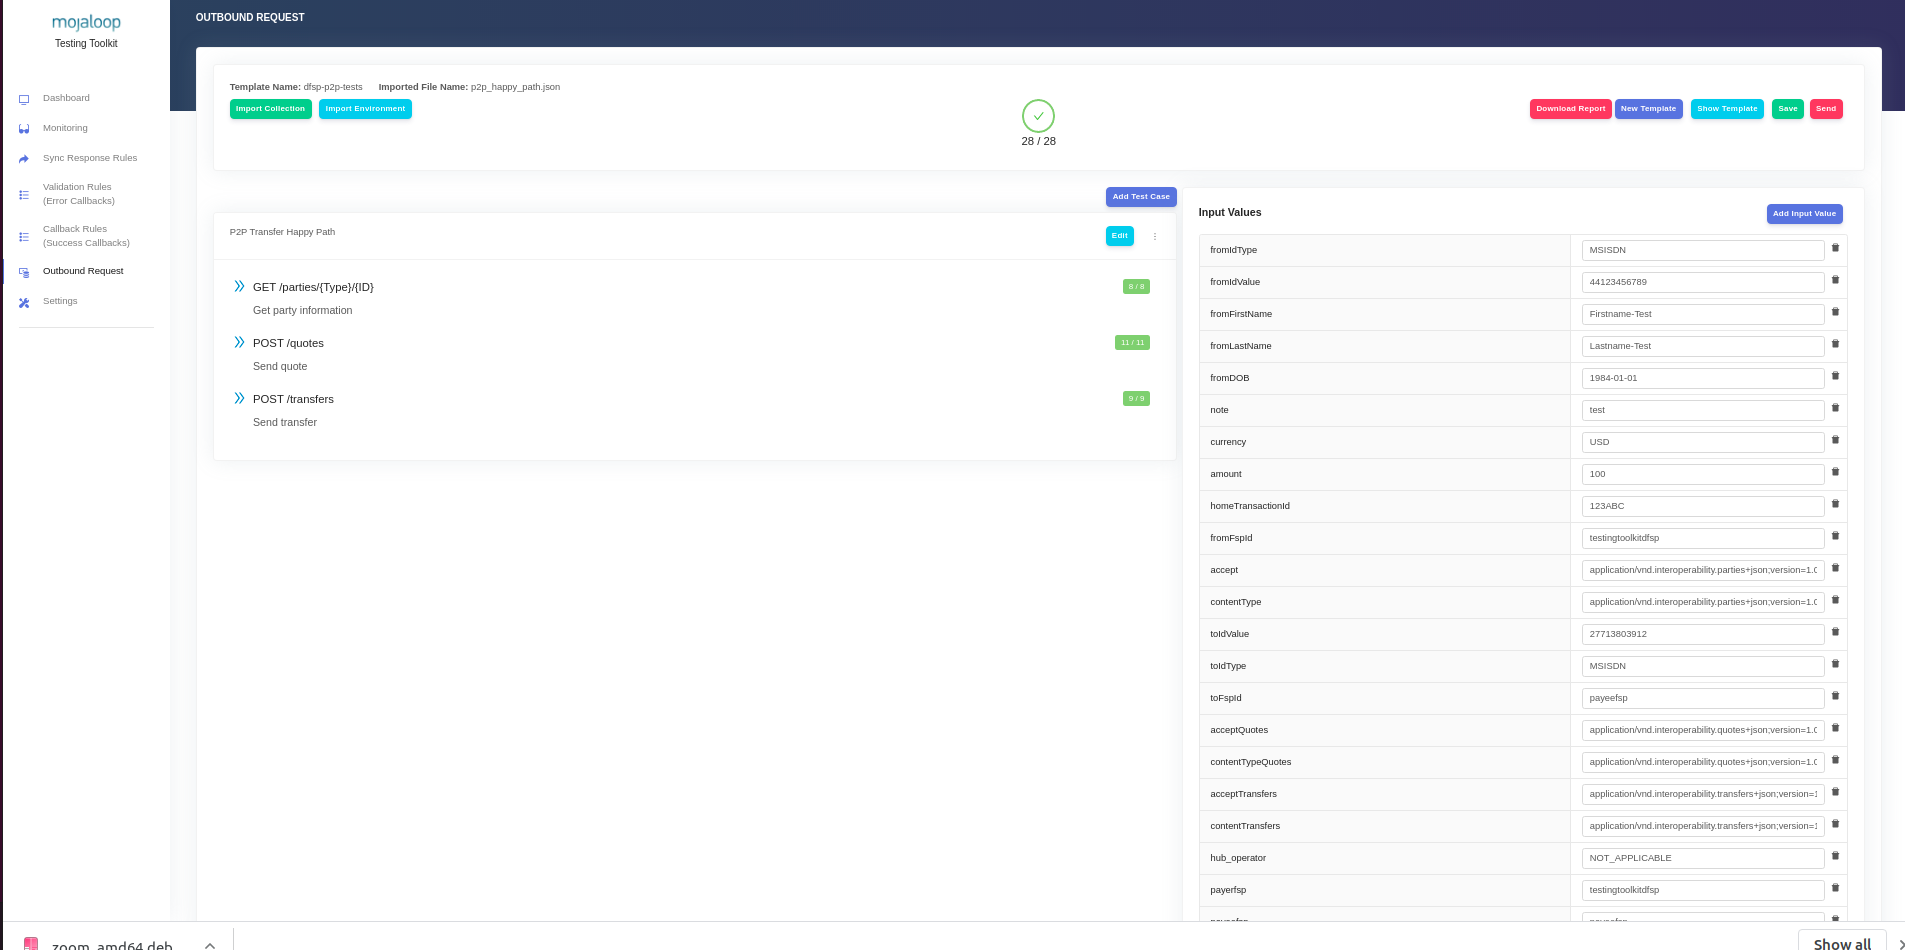 mojaloop
Testing Toolkit
Dashboard
Monitoring
Sync Response Rules
Validation Rules
(Error Callbacks)
Callback Rules
(Success Callbacks)
Outbound Request
Settings
OUTBOUND REQUEST
Template Name: dfsp-p2p-tests Imported File Name: p2p_happy_path.json
Import Collection Import Environment
28 / 28
Download Report New Template Show Template Save Send
Add Test Case
P2P Transfer Happy Path Edit
GET /parties/{Type}/{ID} 8 / 8
Get party information
POST /quotes 11 / 11
Send quote
POST /transfers 9 / 9
Send transfer
Input Values Add Input Value
fromIdType MSISDN
fromIdValue 44123456789
fromFirstName Firstname-Test
fromLastName Lastname-Test
fromDOB 1984-01-01
note test
currency USD
amount 100
homeTransactionId 123ABC
fromFspId testingtoolkitdfsp
accept application/vnd.interoperability.parties+json;version=1.0
contentType application/vnd.interoperability.parties+json;version=1.0
toIdValue 27713803912
toIdType MSISDN
toFspId payeefsp
acceptQuotes application/vnd.interoperability.quotes+json;version=1.0
contentTypeQuotes application/vnd.interoperability.quotes+json;version=1.0
acceptTransfers application/vnd.interoperability.transfers+json;version=1
contentTransfers application/vnd.interoperability.transfers+json;version=1
hub_operator NOT_APPLICABLE
payerfsp testingtoolkitdfsp
payeefsp payeefsp
zoom_amd64.deb
Show all